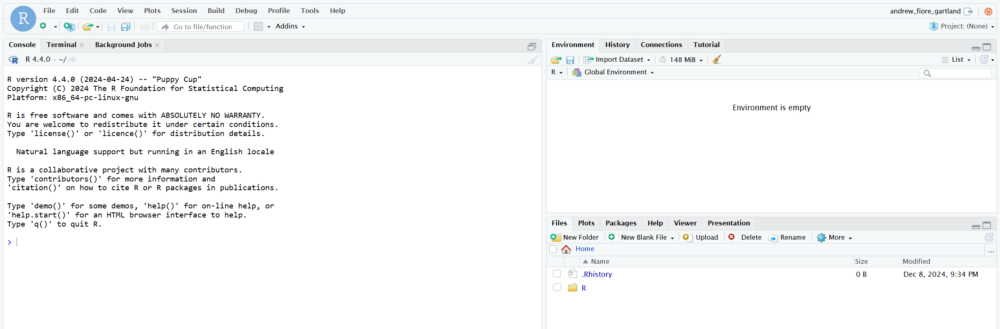 R
File Edit Code View Plots Session Build Debug Profile Tools Help
andrew_fiore_gartland
Go to file/function
Addins
Project: (None)
Console Terminal Background Jobs
R 4.4.0 · ~/
R version 4.4.0 (2024-04-24) -- "Puppy Cup"
Copyright (C) 2024 The R Foundation for Statistical Computing
Platform: x86_64-pc-linux-gnu
R is free software and comes with ABSOLUTELY NO WARRANTY.
You are welcome to redistribute it under certain conditions.
Type 'license()' or 'licence()' for distribution details.
Natural language support but running in an English locale
R is a collaborative project with many contributors.
Type 'contributors()' for more information and
'citation()' on how to cite R or R packages in publications.
Type 'demo()' for some demos, 'help()' for on-line help, or
'help.start()' for an HTML browser interface to help.
Type 'q()' to quit R.
>
Environment History Connections Tutorial
Import Dataset 148 MiB List
R Global Environment
Environment is empty
Files Plots Packages Help Viewer Presentation
New Folder New Blank File Upload Delete Rename More
Home ...
Name Size Modified
.Rhistory 0 B Dec 8, 2024, 9:34 PM
R